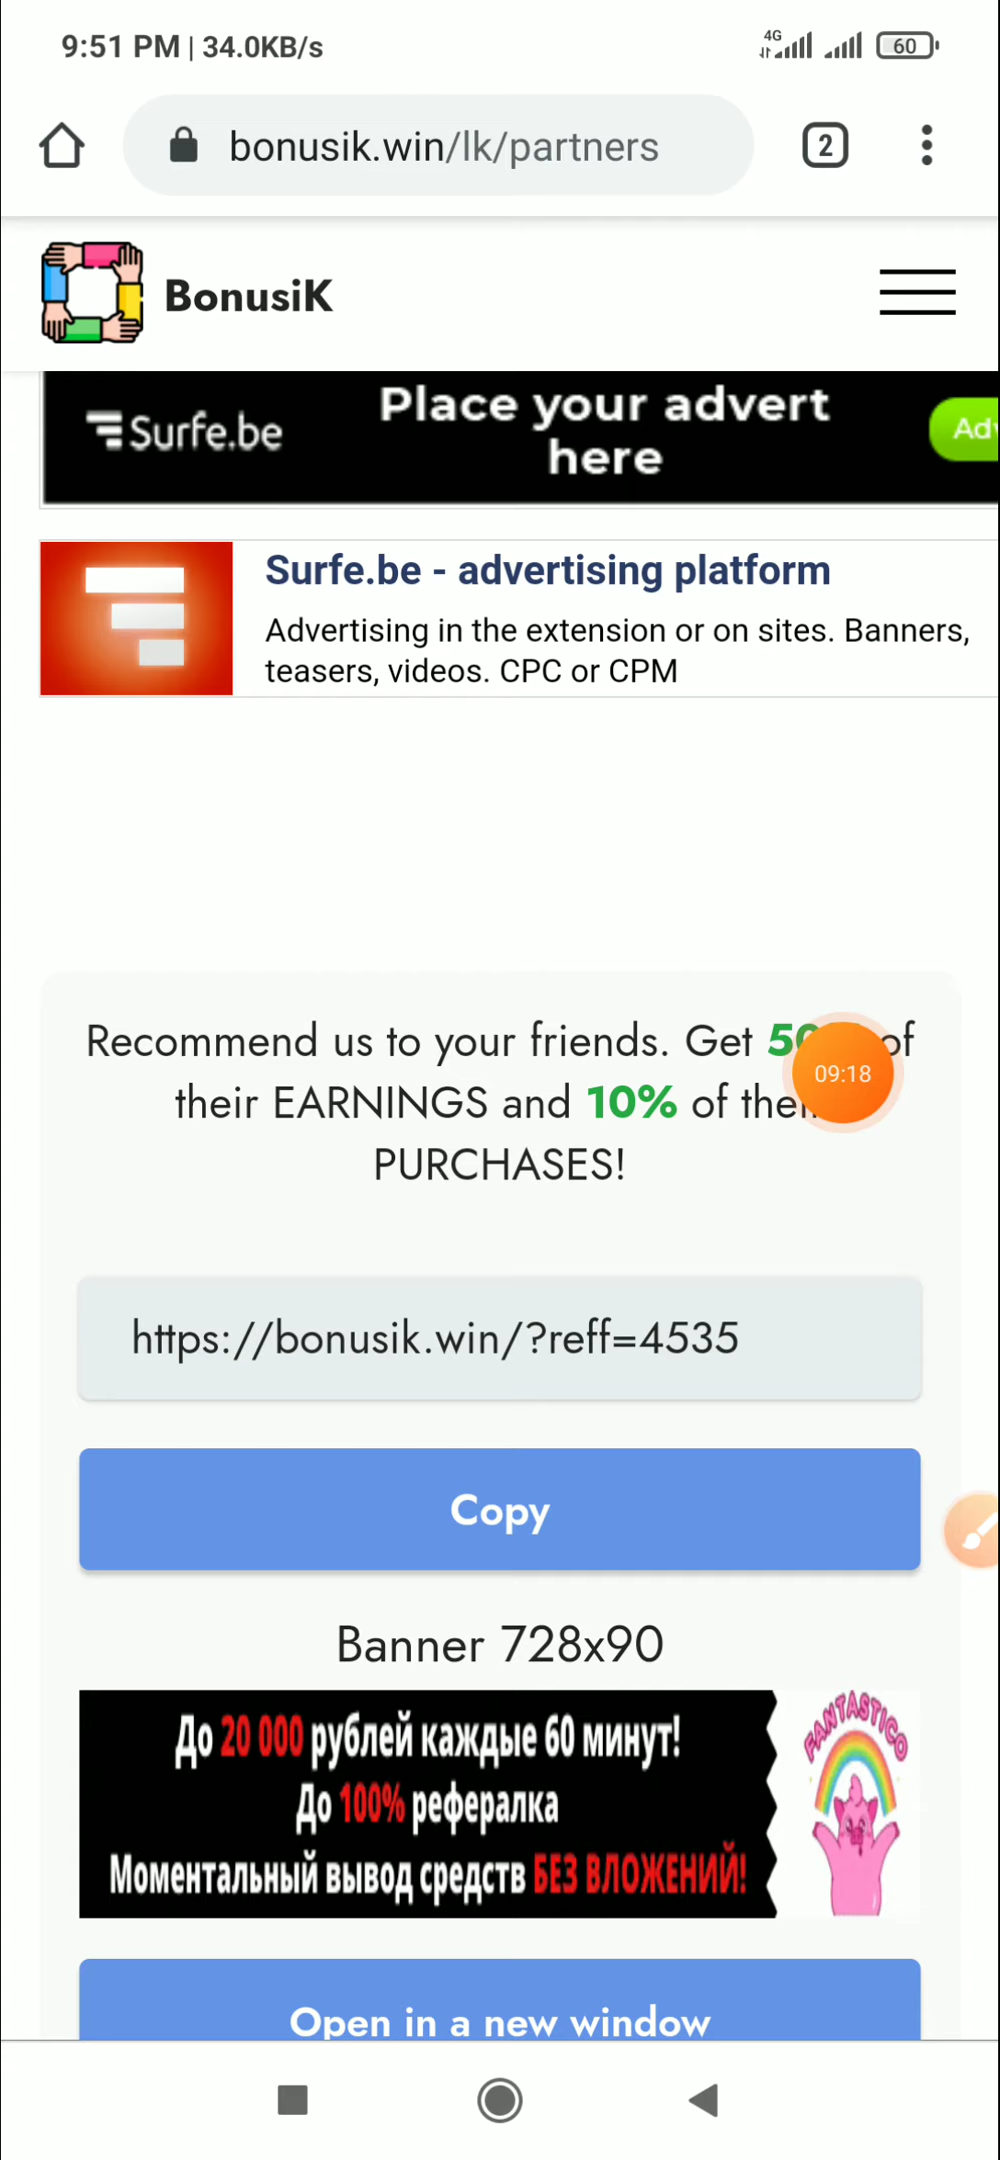 9:51 PM | 34.0KB/s
4G
60
bonusik.win/lk/partners
2
BonusiK
Surfe.be
Place your advert
here
Surfe.be - advertising platform
Advertising in the extension or on sites. Banners,
teasers, videos. CPC or CPM
Recommend us to your friends. Get of
their EARNINGS and 10% of their
PURCHASES!
09:18
https://bonusik.win/?reff=4535
Copy
Banner 728x90
До 20 000 рублей каждые 60 минут!
До 100% рефералка
Моментальный вывод средств БЕЗ ВЛОЖЕНИЙ!
FANTASTICO
Open in a new window